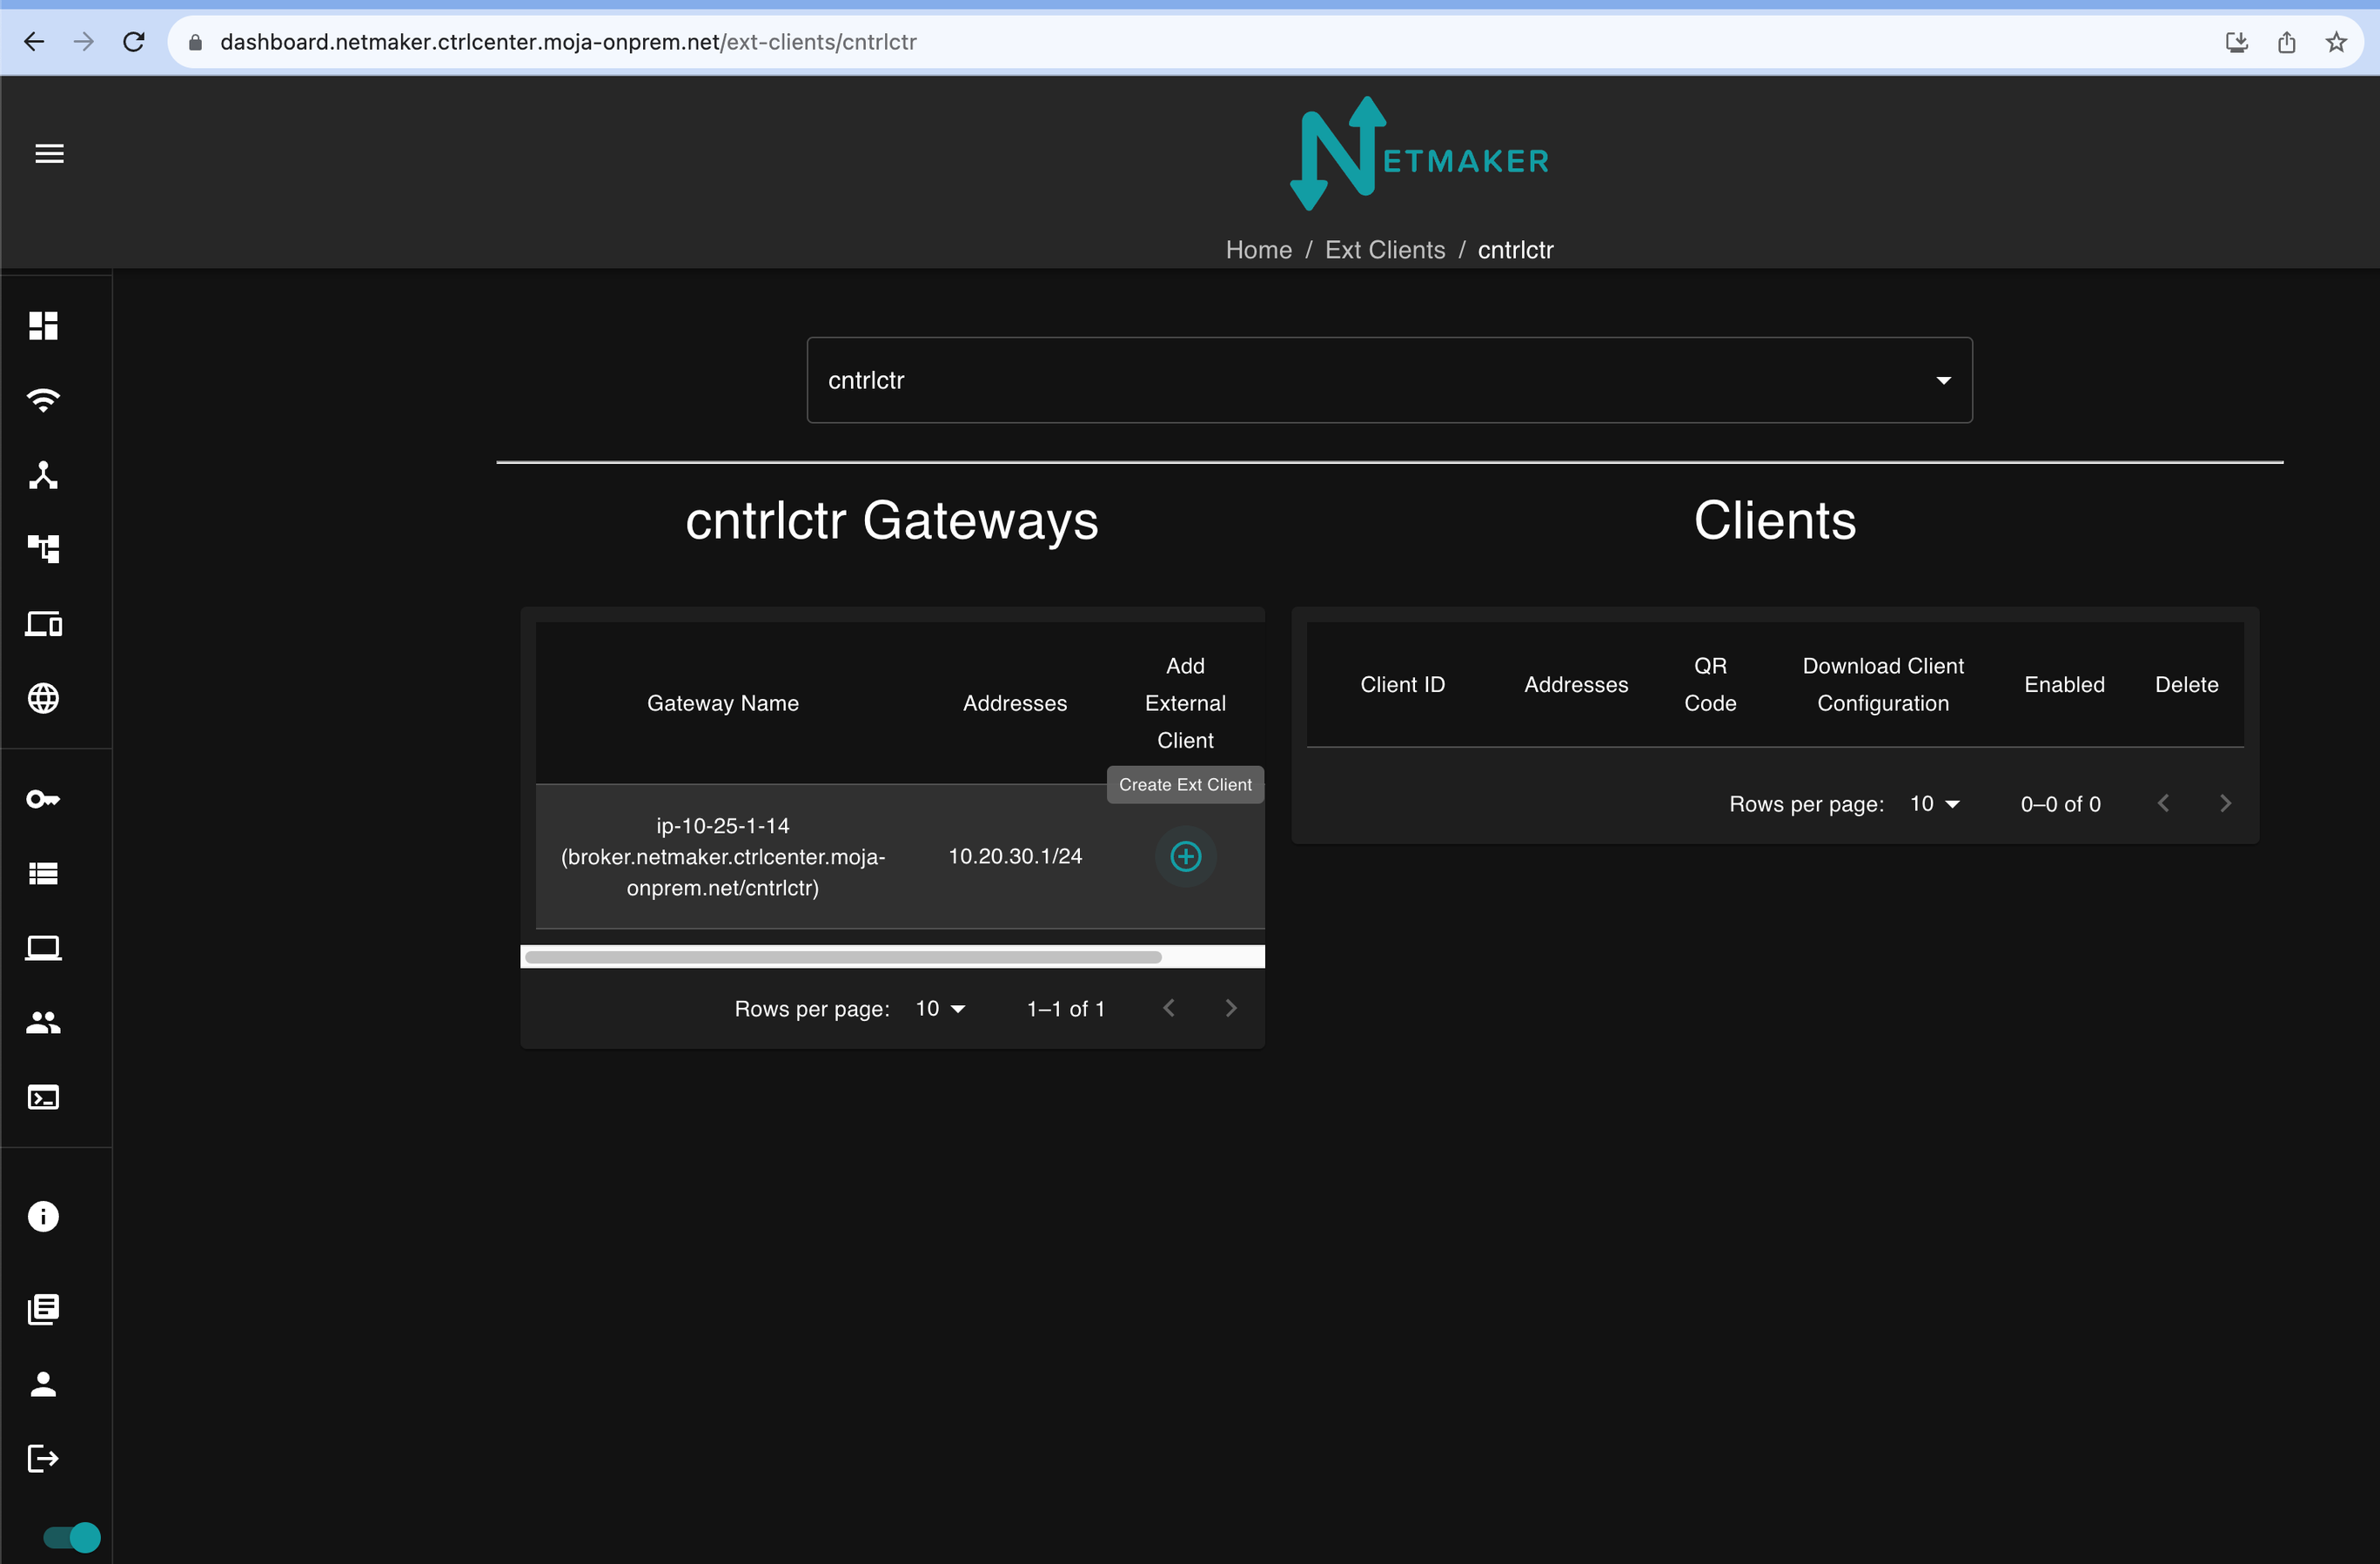 dashboard.netmaker.ctrlcenter.moja-onprem.net/ext-clients/cntrlctr
NETMAKER
Home / Ext Clients / cntrlctr
cntrlctr
cntrlctr Gateways
Gateway Name
Addresses
Add
External
Client
Create Ext Client
ip-10-25-1-14
(broker.netmaker.ctrlcenter.moja-
onprem.net/cntrlctr)
10.20.30.1/24
Rows per page: 10 1–1 of 1
Clients
Client ID
Addresses
QR
Code
Download Client
Configuration
Enabled
Delete
Rows per page: 10 0–0 of 0